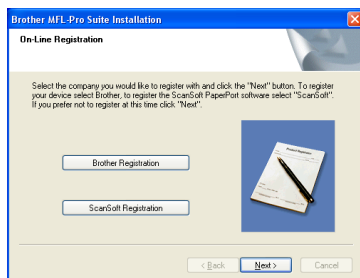 Brother MFL-Pro Suite Installation
On-Line Registration
Select the company you would like to register with and click the "Next" button. To register
your device select Brother, to register the ScanSoft PaperPort software select "ScanSoft".
If you prefer not to register at this time click "Next".
Brother Registration
ScanSoft Registration
< Back
Next >
Cancel